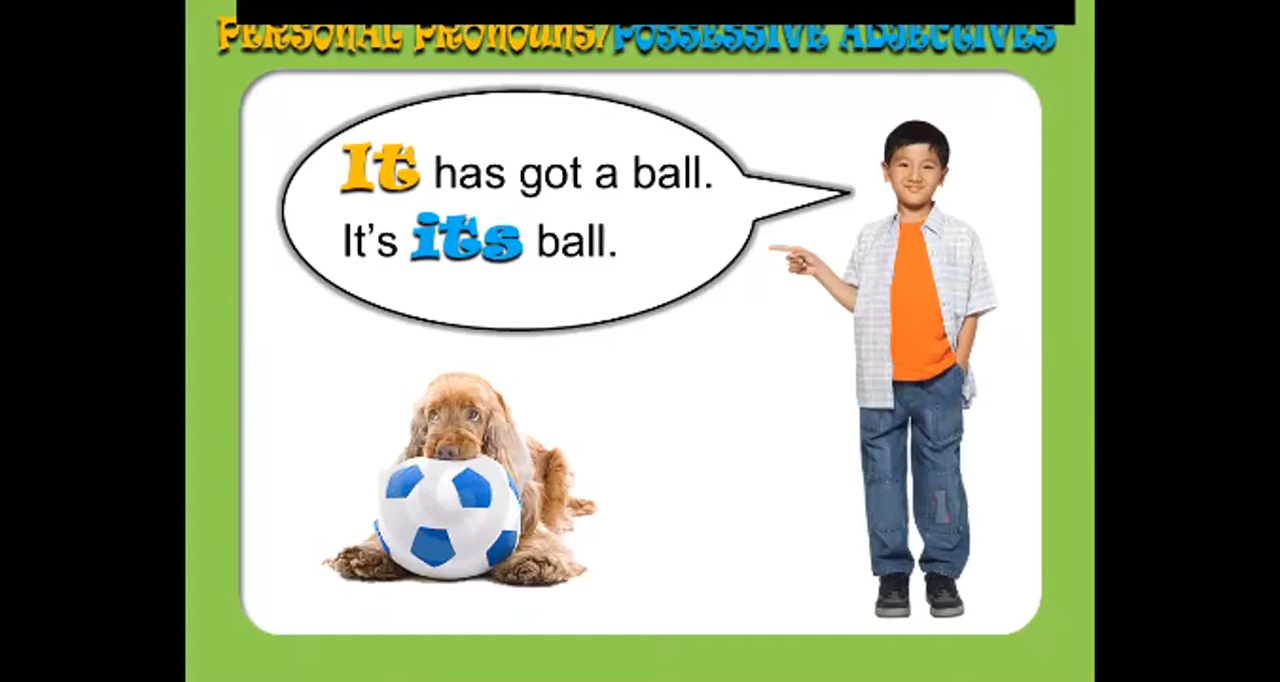 PERSONAL PRONOUNS/POSSESSIVE ADJECTIVES
It has got a ball.
It's its ball.